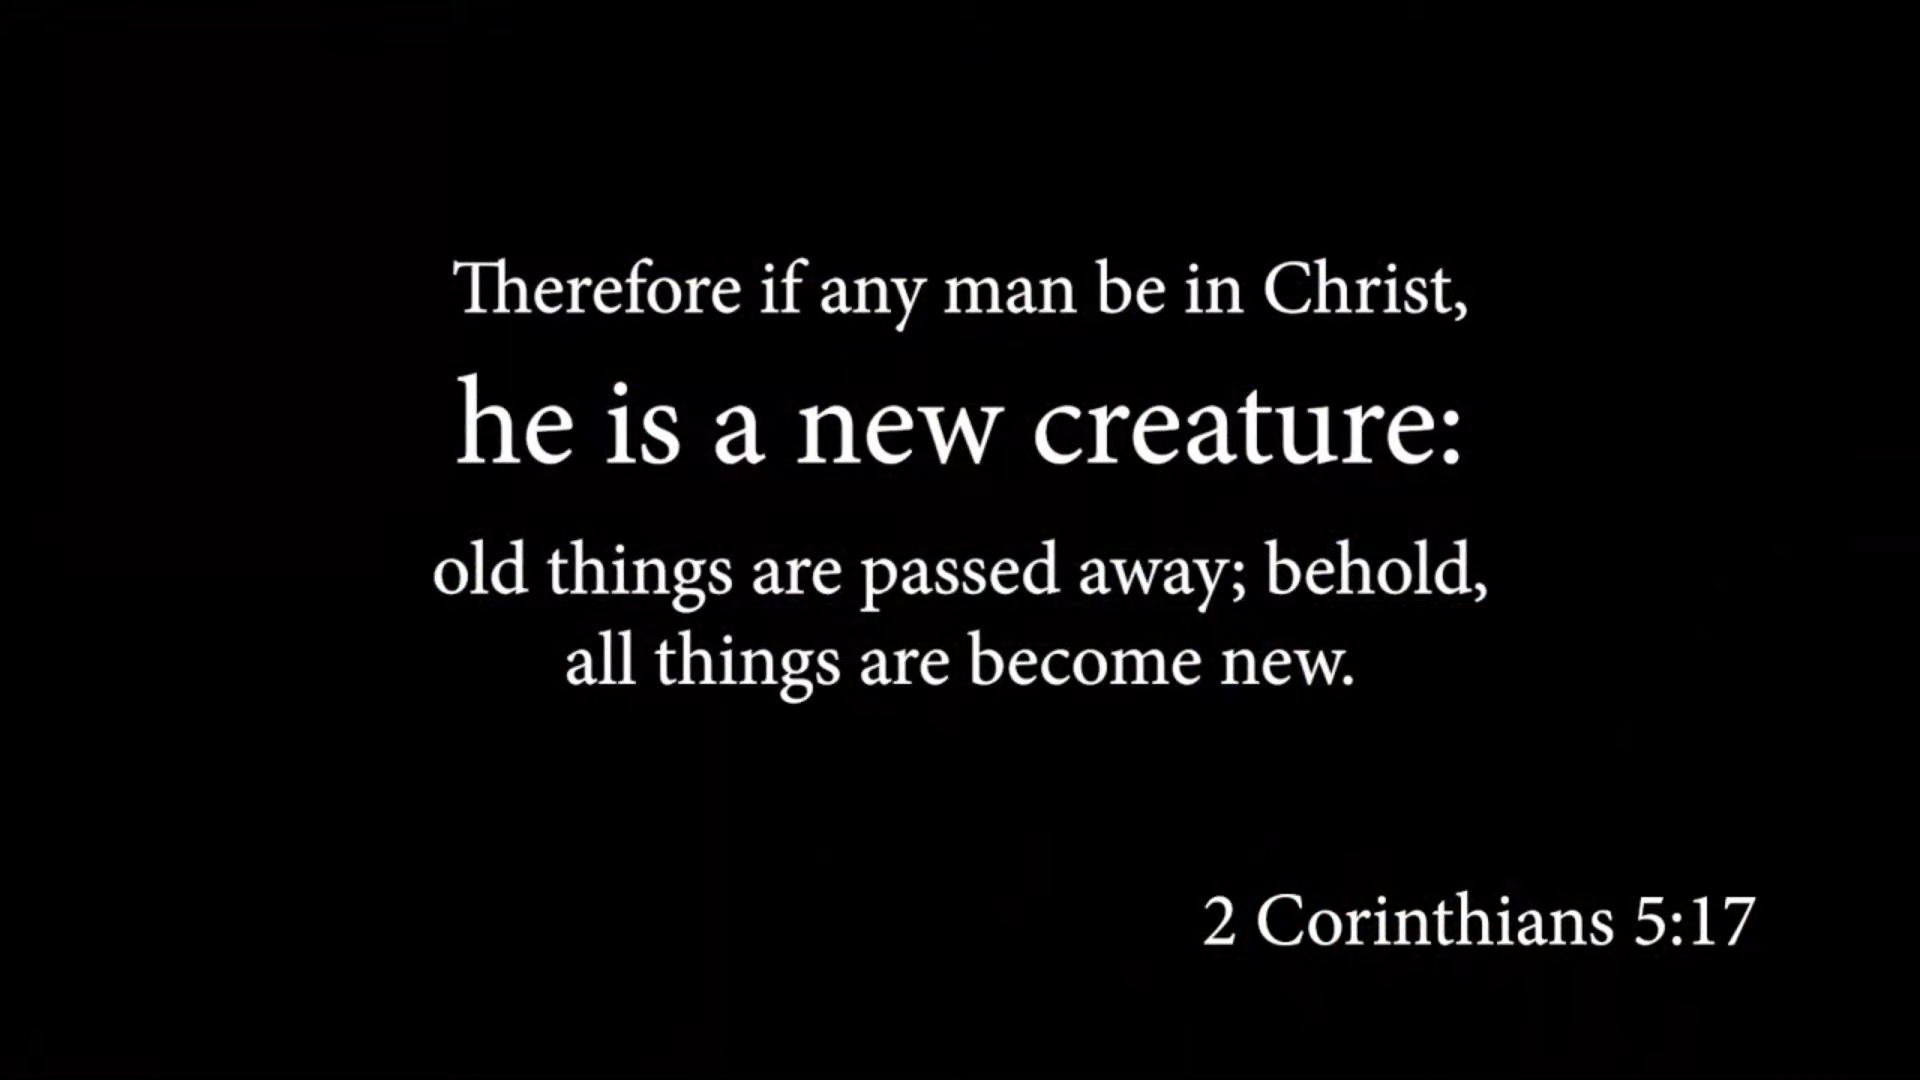 Therefore if any man be in Christ,
he is a new creature:
old things are passed away; behold,
all things are become new.
2 Corinthians 5:17